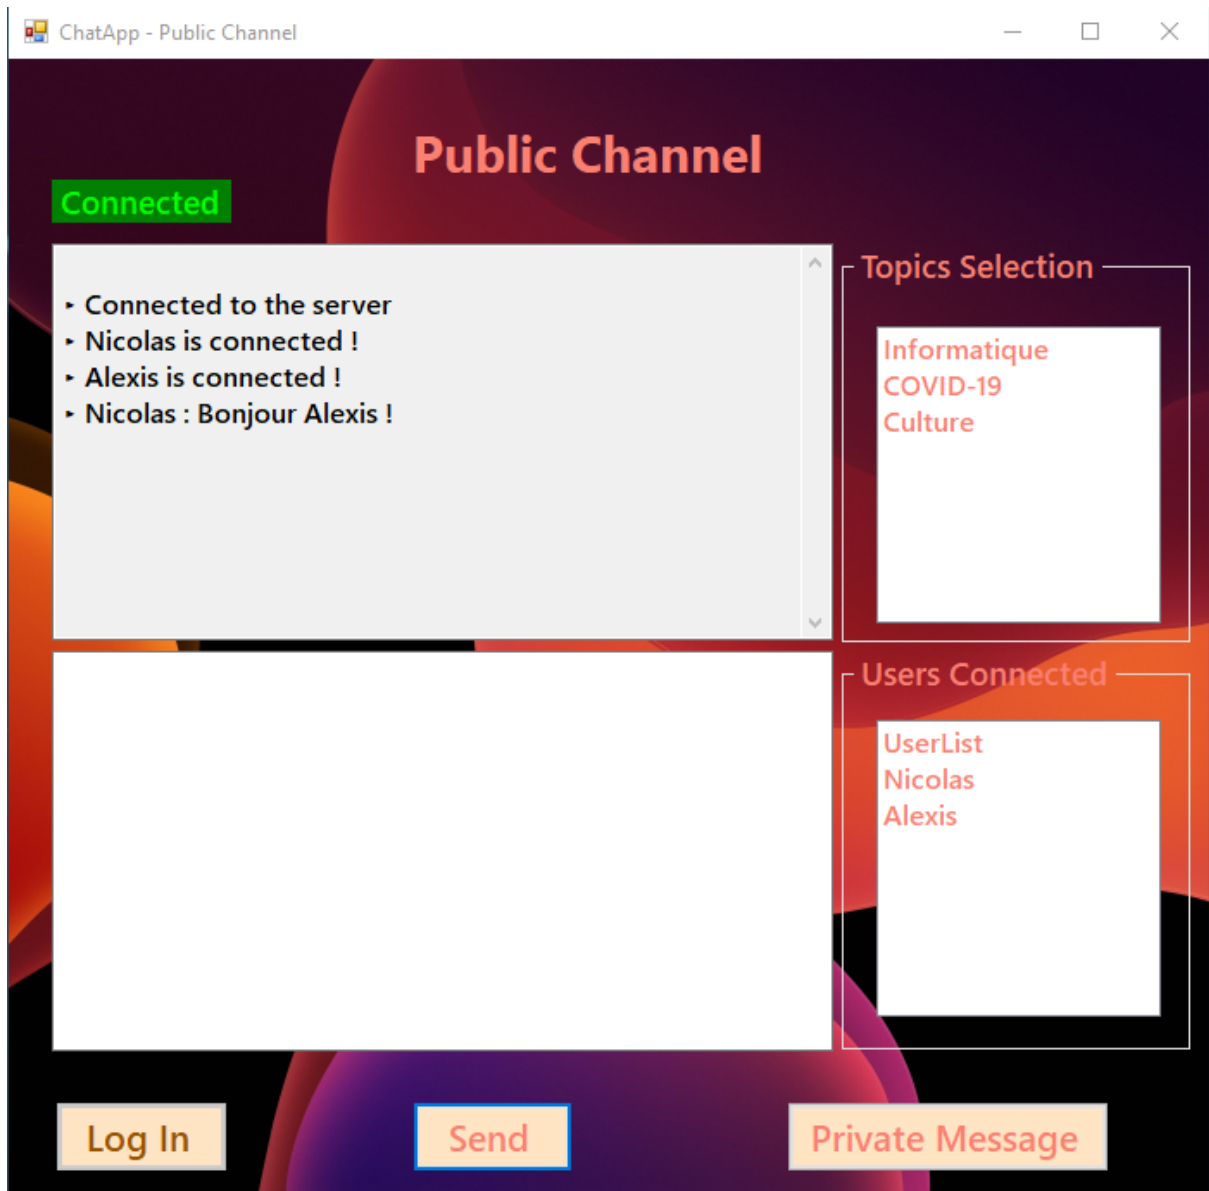 ChatApp - Public Channel
Public Channel
Connected
‣ Connected to the server
‣ Nicolas is connected !
‣ Alexis is connected !
‣ Nicolas : Bonjour Alexis !
Topics Selection
Informatique
COVID-19
Culture
Users Connected
UserList
Nicolas
Alexis
Log In
Send
Private Message